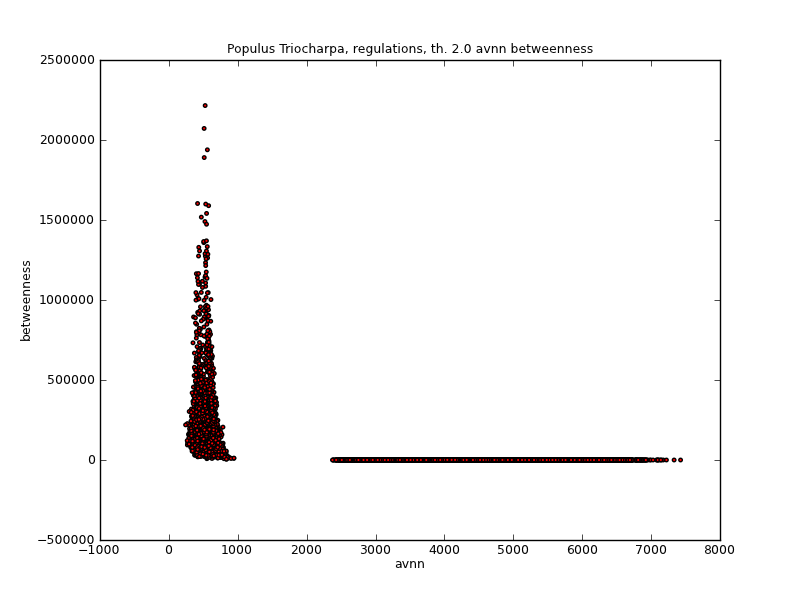 Populus Triocharpa, regulations, th. 2.0 avnn betweenness
2500000
2000000
1500000
1000000
500000
0
−500000
betweenness
−1000 0 1000 2000 3000 4000 5000 6000 7000 8000
avnn